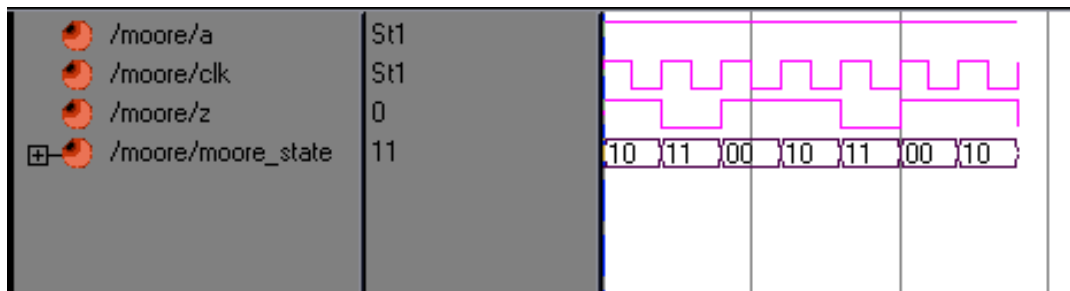 /moore/a St1
/moore/clk St1
/moore/z 0
/moore/moore_state 11 10 11 00 10 11 00 10